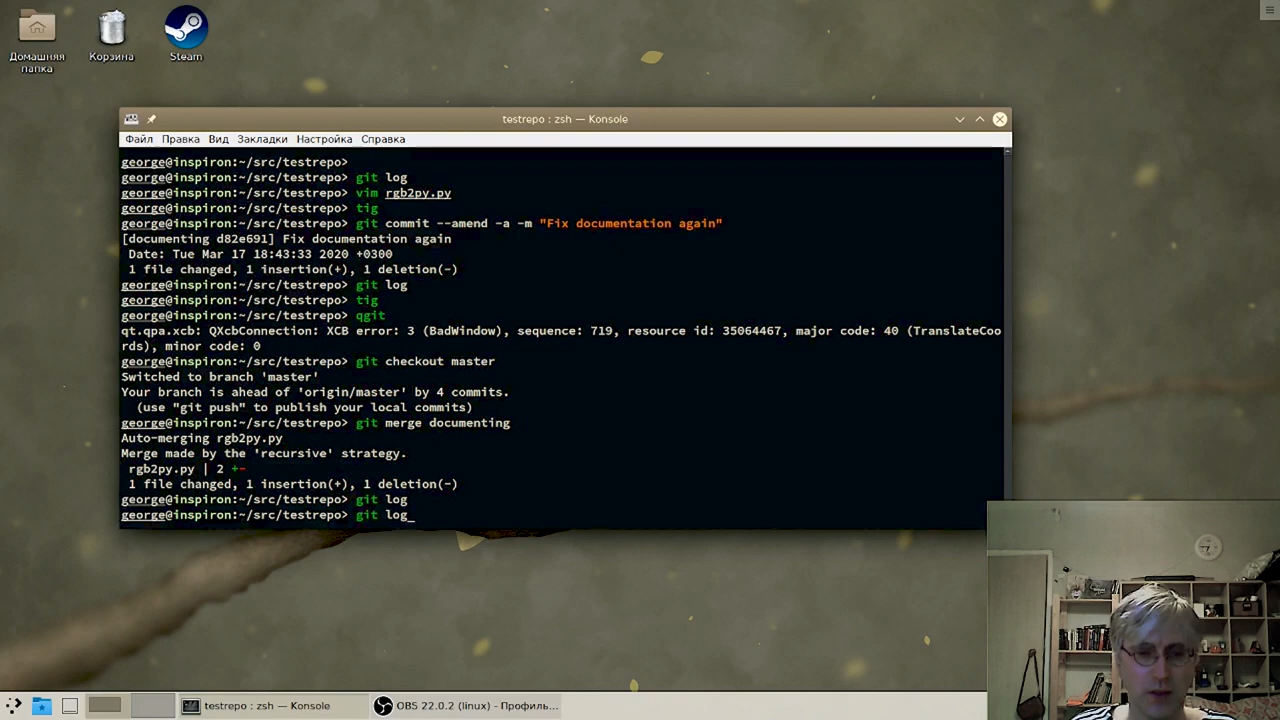 Домашняя
папка
Корзина
Steam
testrepo : zsh — Konsole
Файл Правка Вид Закладки Настройка Справка
george@inspiron:~/src/testrepo>
george@inspiron:~/src/testrepo> git log
george@inspiron:~/src/testrepo> vim rgb2py.py
george@inspiron:~/src/testrepo> tig
george@inspiron:~/src/testrepo> git commit --amend -a -m "Fix documentation again"
[documenting d82e691] Fix documentation again
Date: Tue Mar 17 18:43:33 2020 +0300
1 file changed, 1 insertion(+), 1 deletion(-)
george@inspiron:~/src/testrepo> git log
george@inspiron:~/src/testrepo> tig
george@inspiron:~/src/testrepo> qgit
qt.qpa.xcb: QXcbConnection: XCB error: 3 (BadWindow), sequence: 719, resource id: 35064467, major code: 40 (TranslateCoo
rds), minor code: 0
george@inspiron:~/src/testrepo> git checkout master
Switched to branch 'master'
Your branch is ahead of 'origin/master' by 4 commits.
(use "git push" to publish your local commits)
george@inspiron:~/src/testrepo> git merge documenting
Auto-merging rgb2py.py
Merge made by the 'recursive' strategy.
rgb2py.py | 2 +-
1 file changed, 1 insertion(+), 1 deletion(-)
george@inspiron:~/src/testrepo> git log
george@inspiron:~/src/testrepo> git log_
testrepo : zsh — Konsole
OBS 22.0.2 (linux) - Профиль...